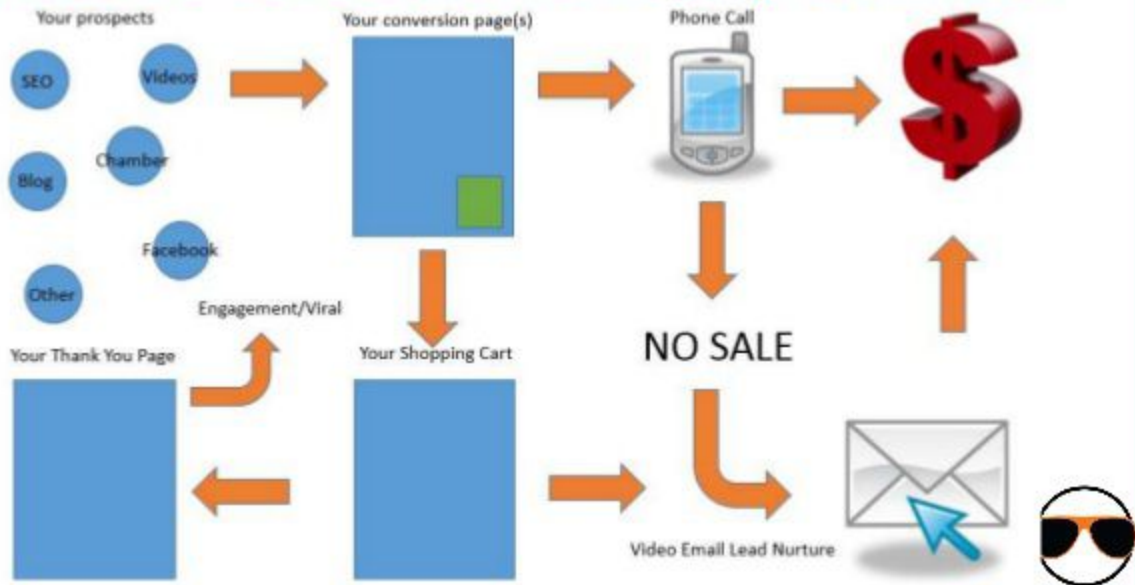 Your prospects
Your conversion page(s)
Phone Call
SEO
Videos
Chamber
Blog
Facebook
Other
Engagement/Viral
Your Thank You Page
Your Shopping Cart
NO SALE
Video Email Lead Nurture